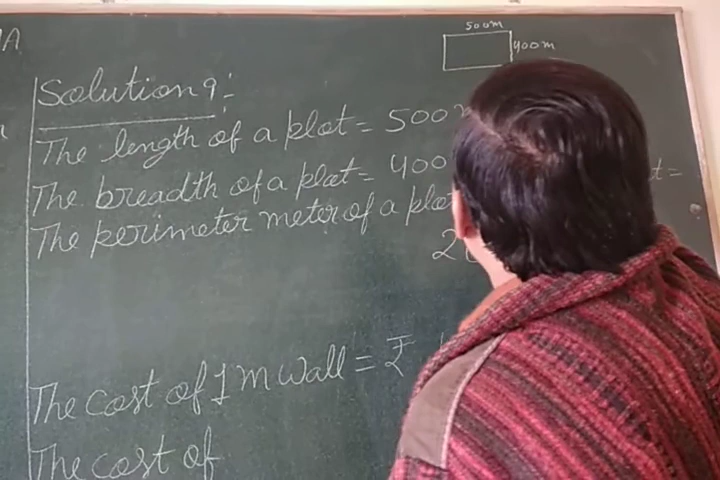 500m
400m
Solution 9:-
The length of a plot = 500
The breadth of a plot = 400
The perimeter meter of a plot
t =
2(
The cost of 1 m wall = ₹
The cost of